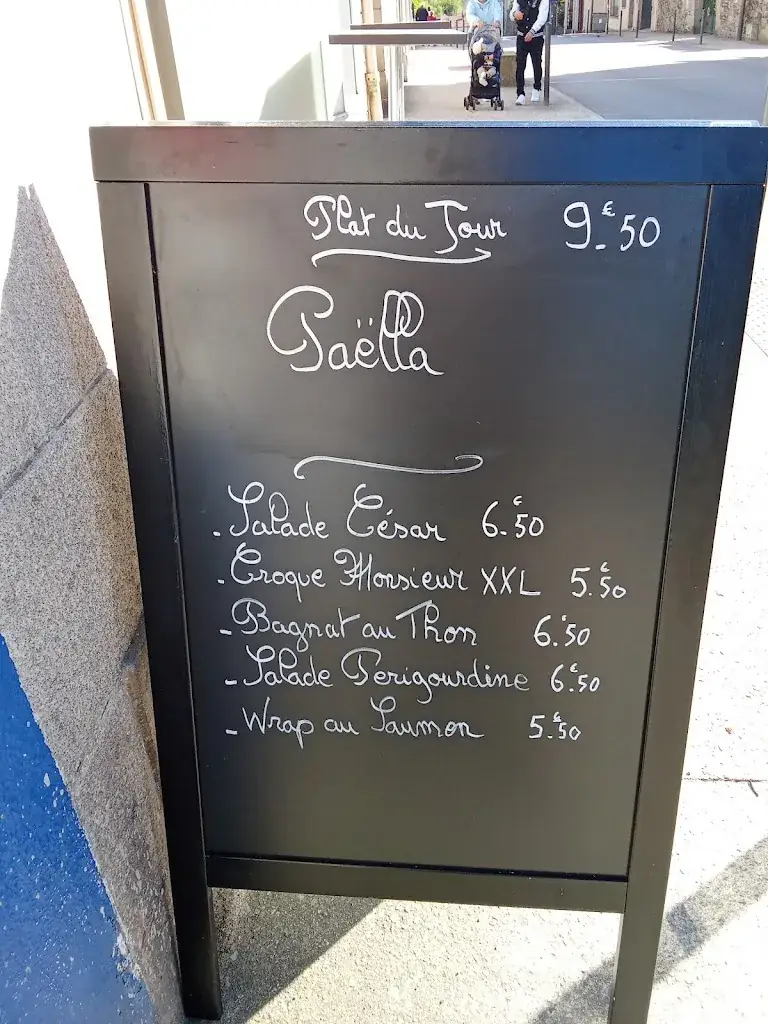 Plat du Jour 9.€50
Paëlla
. Salade César 6.€50
. Croque Monsieur XXL 5.€50
- Bagnat au Thon 6.€50
- Salade Périgourdine 6.€50
- Wrap au Saumon 5.€50